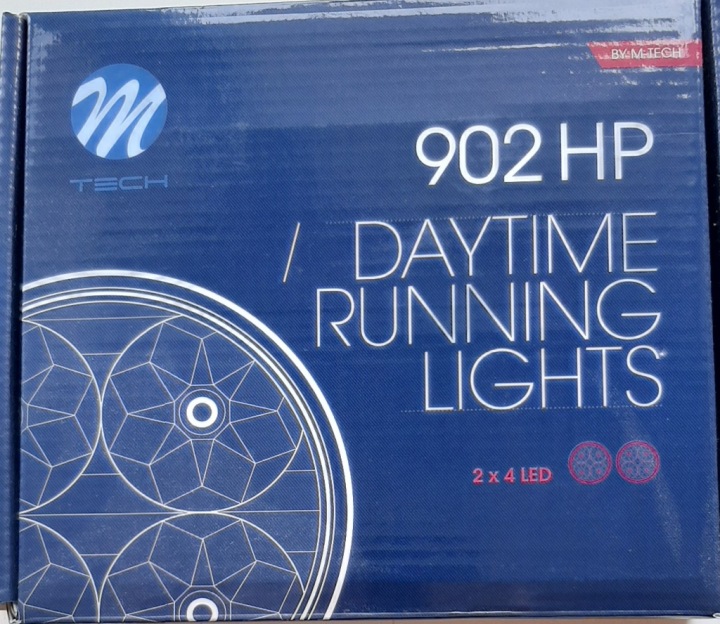 BY M-TECH
M
TECH
902 HP
/ DAYTIME
RUNNING
LIGHTS
2 x 4 LED